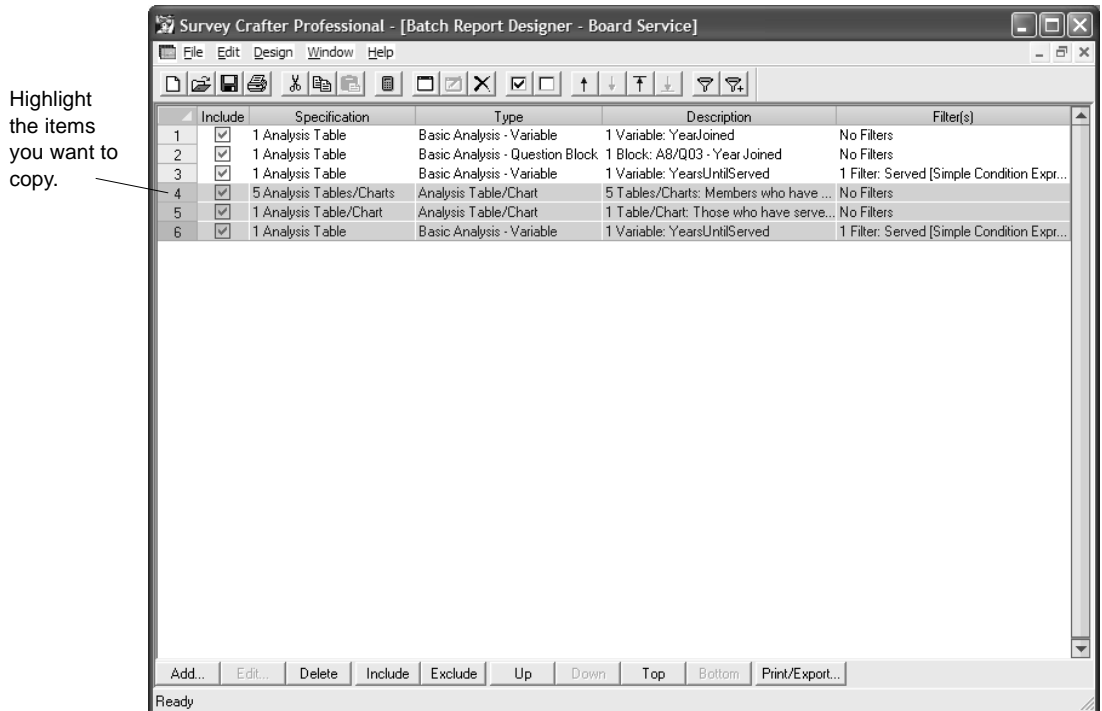 Highlight
the items
you want to
copy.
Survey Crafter Professional - [Batch Report Designer - Board Service]
File Edit Design Window Help
Include Specification Type Description Filter(s)
1 1 Analysis Table Basic Analysis - Variable 1 Variable: YearJoined No Filters
2 1 Analysis Table Basic Analysis - Question Block 1 Block: A8/Q03 - Year Joined No Filters
3 1 Analysis Table Basic Analysis - Variable 1 Variable: YearsUntilServed 1 Filter: Served [Simple Condition Expr...
4 5 Analysis Tables/Charts Analysis Table/Chart 5 Tables/Charts: Members who have ... No Filters
5 1 Analysis Table/Chart Analysis Table/Chart 1 Table/Chart: Those who have serve... No Filters
6 1 Analysis Table Basic Analysis - Variable 1 Variable: YearsUntilServed 1 Filter: Served [Simple Condition Expr...
Add... Edit... Delete Include Exclude Up Down Top Bottom Print/Export...
Ready